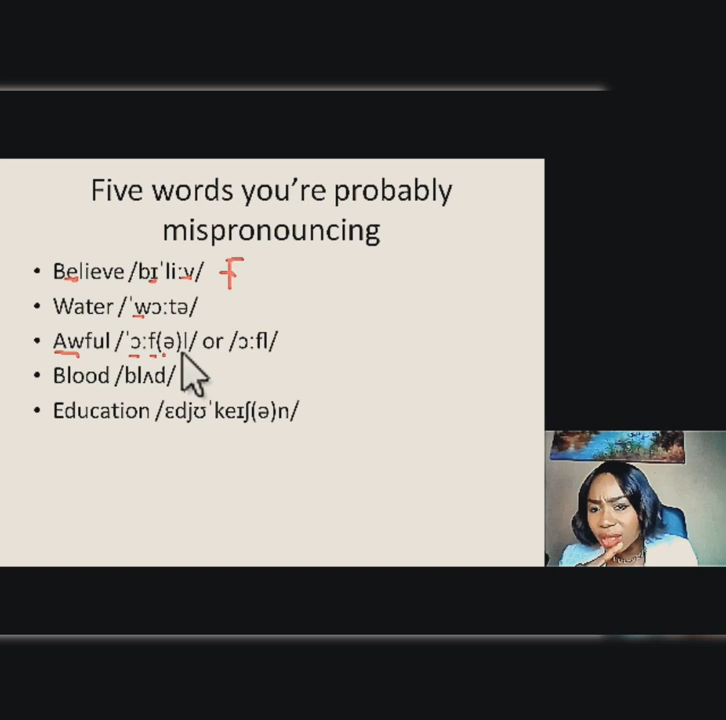 Five words you're probably
mispronouncing
• Believe /bɪˈliːv/ f
• Water /ˈwɔːtə/
• Awful /ˈɔːf(ə)l/ or /ɔːfl/
• Blood /blʌd/
• Education /ɛdjʊˈkeɪʃ(ə)n/